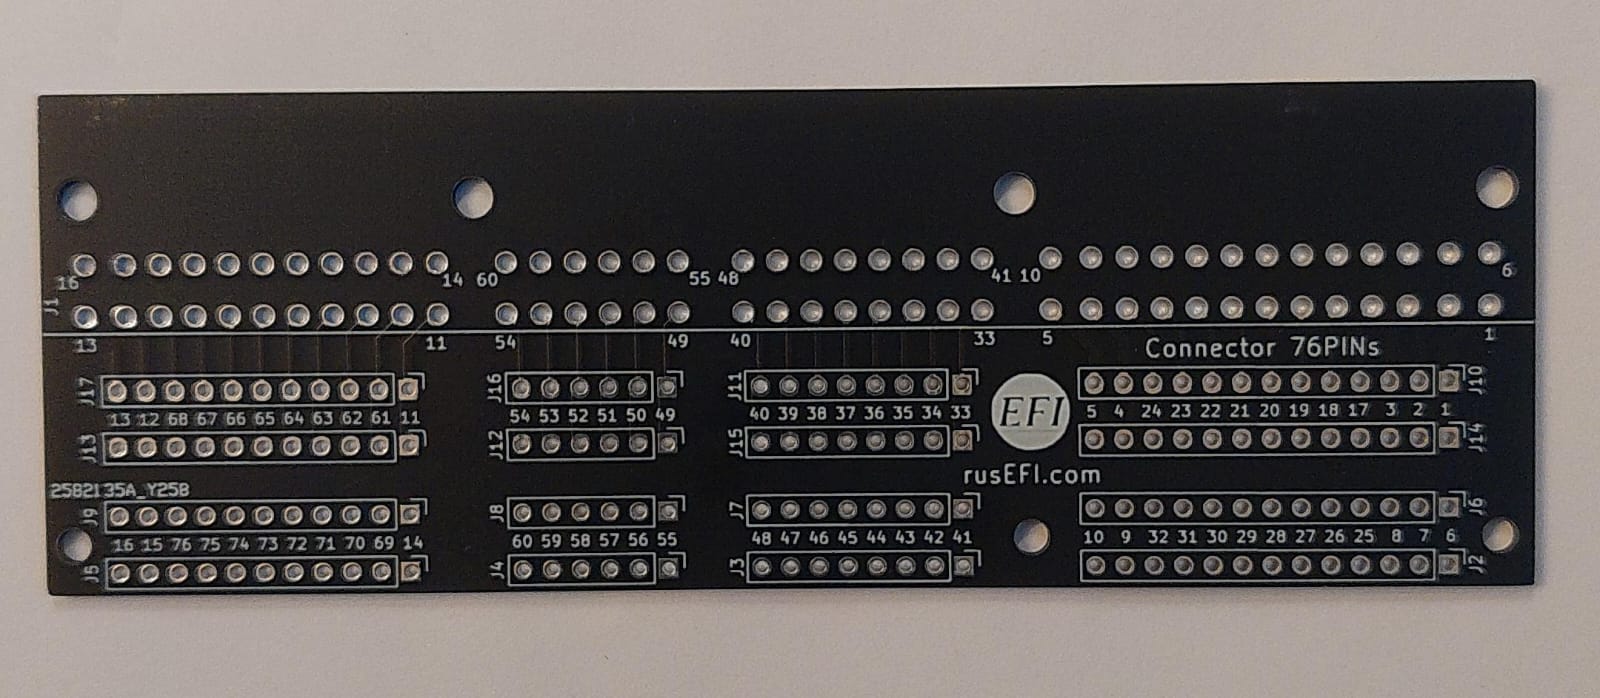 16 14 60 55 48 41 10 6
J1
13 11 54 49 40 33 5 1
Connector 76PINs
J17 J16 J11 J10
13 12 68 67 66 65 64 63 62 61 11 54 53 52 51 50 49 40 39 38 37 36 35 34 33 EFI 5 4 24 23 22 21 20 19 18 17 3 2 1
J13 J12 J15 J14
rusEFI.com
2582135A_Y258
J9 J8 J7 J6
16 15 76 75 74 73 72 71 70 69 14 60 59 58 57 56 55 48 47 46 45 44 43 42 41 10 9 32 31 30 29 28 27 26 25 8 7 6
J5 J4 J3 J2